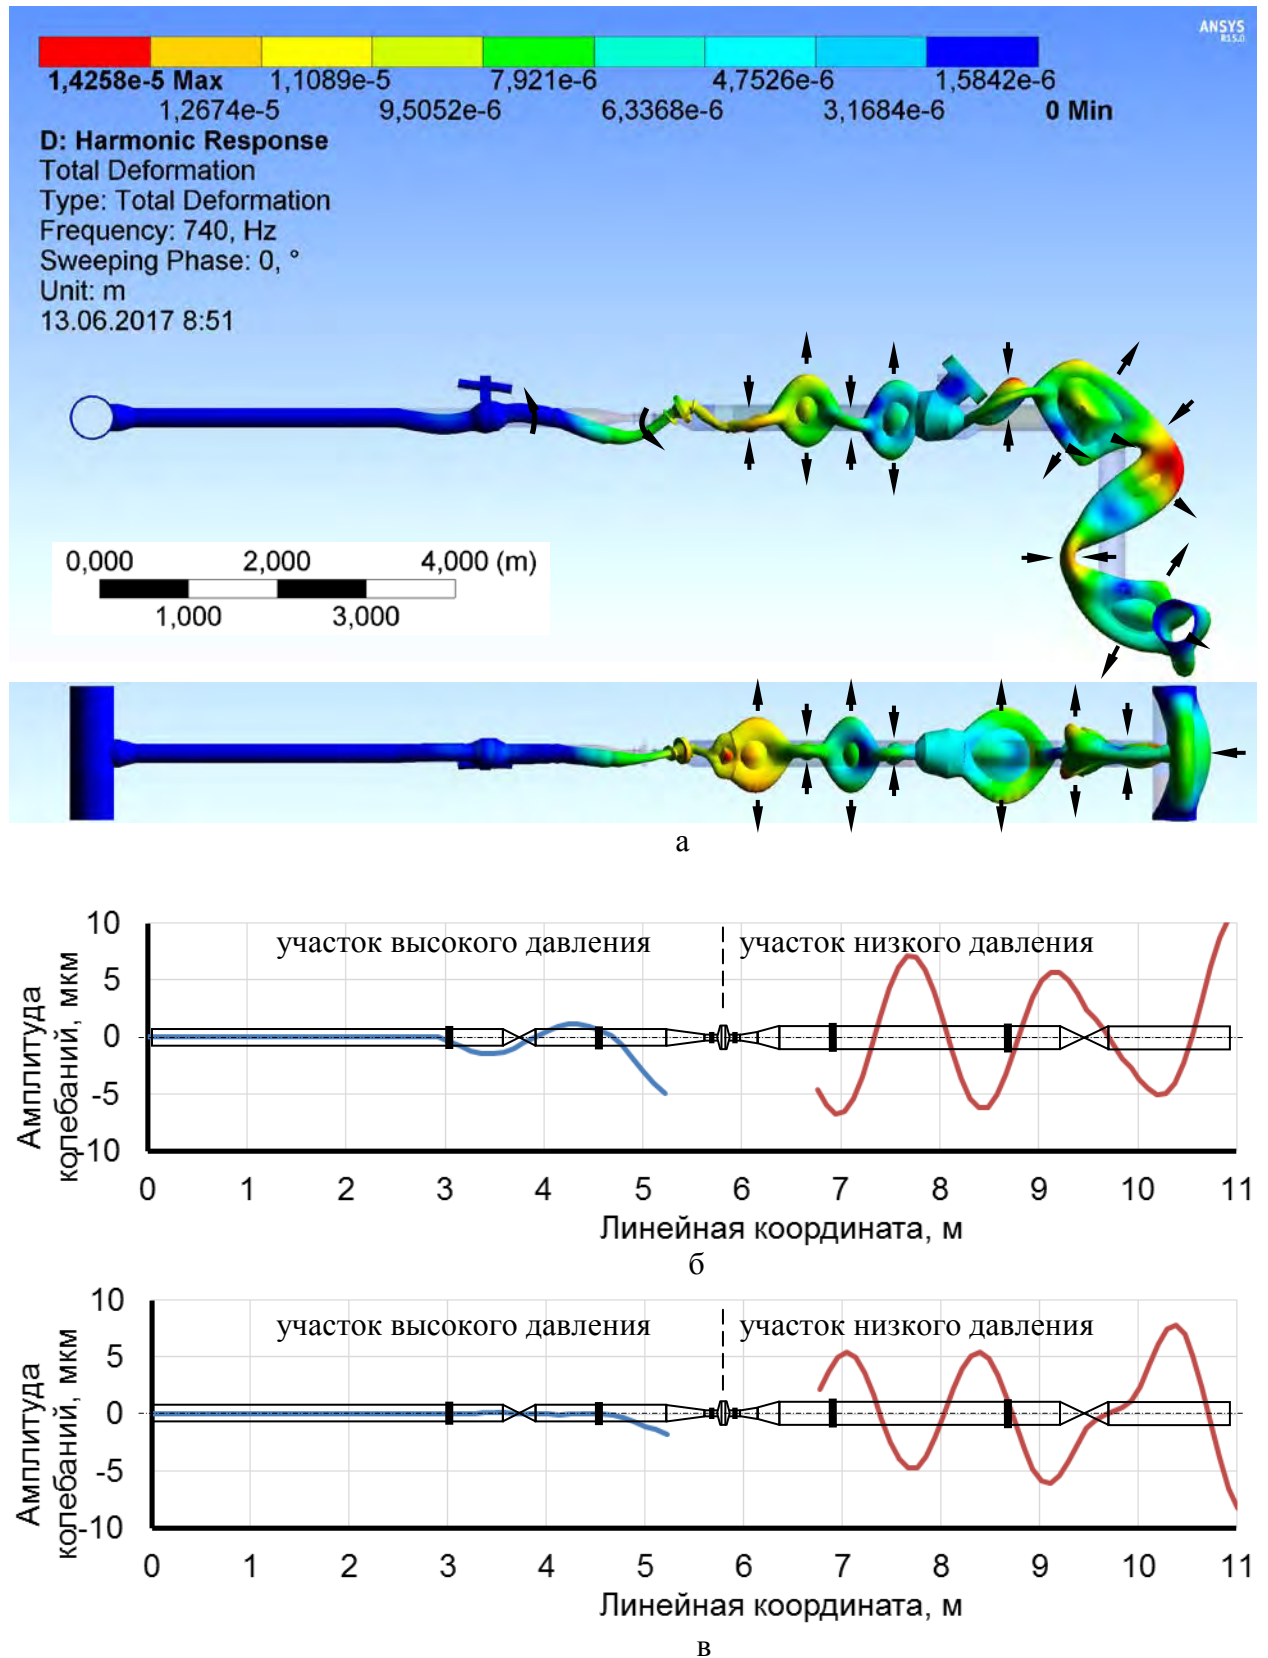 ANSYS
R15.0
1,4258e-5 Max 1,1089e-5 7,921e-6 4,7526e-6 1,5842e-6
1,2674e-5 9,5052e-6 6,3368e-6 3,1684e-6 0 Min
D: Harmonic Response
Total Deformation
Type: Total Deformation
Frequency: 740, Hz
Sweeping Phase: 0, °
Unit: m
13.06.2017 8:51
0,000 2,000 4,000 (m)
1,000 3,000
а
Амплитуда
колебаний, мкм
10
5
0
-5
-10
участок высокого давления участок низкого давления
0 1 2 3 4 5 6 7 8 9 10 11
Линейная координата, м
б
Амплитуда
колебаний, мкм
10
5
0
-5
-10
участок высокого давления участок низкого давления
0 1 2 3 4 5 6 7 8 9 10 11
Линейная координата, м
в